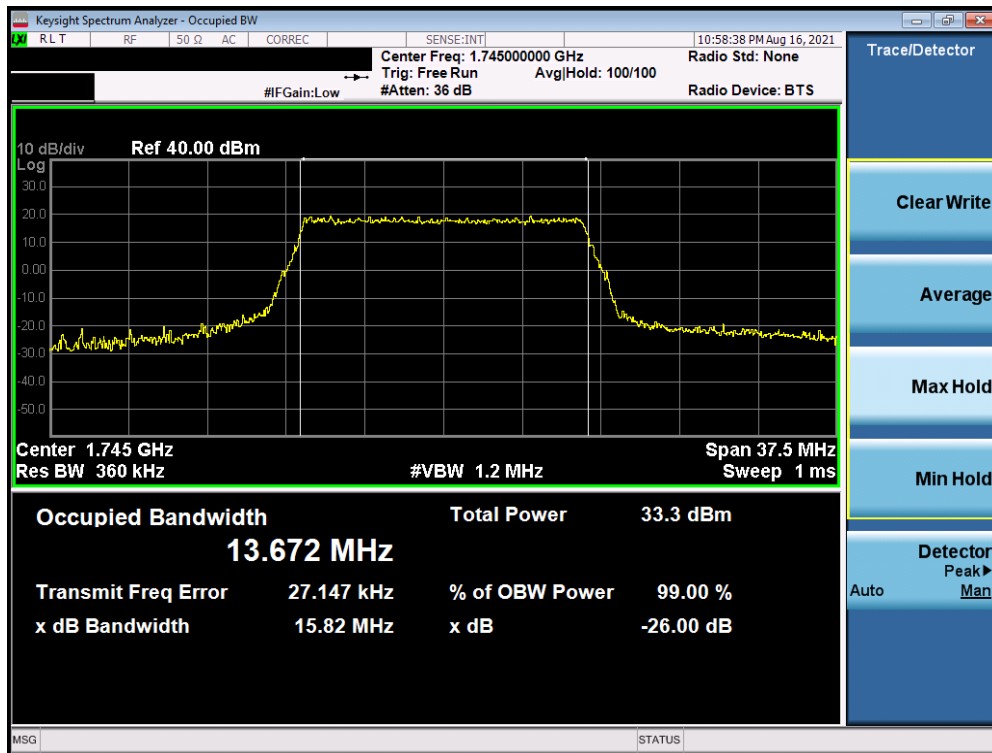 Keysight Spectrum Analyzer - Occupied BW
LXI RLT RF 50 Ω AC CORREC SENSE:INT 10:58:38 PM Aug 16, 2021
Center Freq: 1.745000000 GHz Radio Std: None
Trig: Free Run Avg|Hold: 100/100
#IFGain:Low #Atten: 36 dB Radio Device: BTS
10 dB/div Ref 40.00 dBm
Log
30.0
20.0
10.0
0.00
-10.0
-20.0
-30.0
-40.0
-50.0
Center 1.745 GHz Span 37.5 MHz
Res BW 360 kHz #VBW 1.2 MHz Sweep 1 ms
Occupied Bandwidth Total Power 33.3 dBm
13.672 MHz
Transmit Freq Error 27.147 kHz % of OBW Power 99.00 %
x dB Bandwidth 15.82 MHz x dB -26.00 dB
MSG STATUS
Trace/Detector
Clear Write
Average
Max Hold
Min Hold
Detector
Peak▶
Auto Man